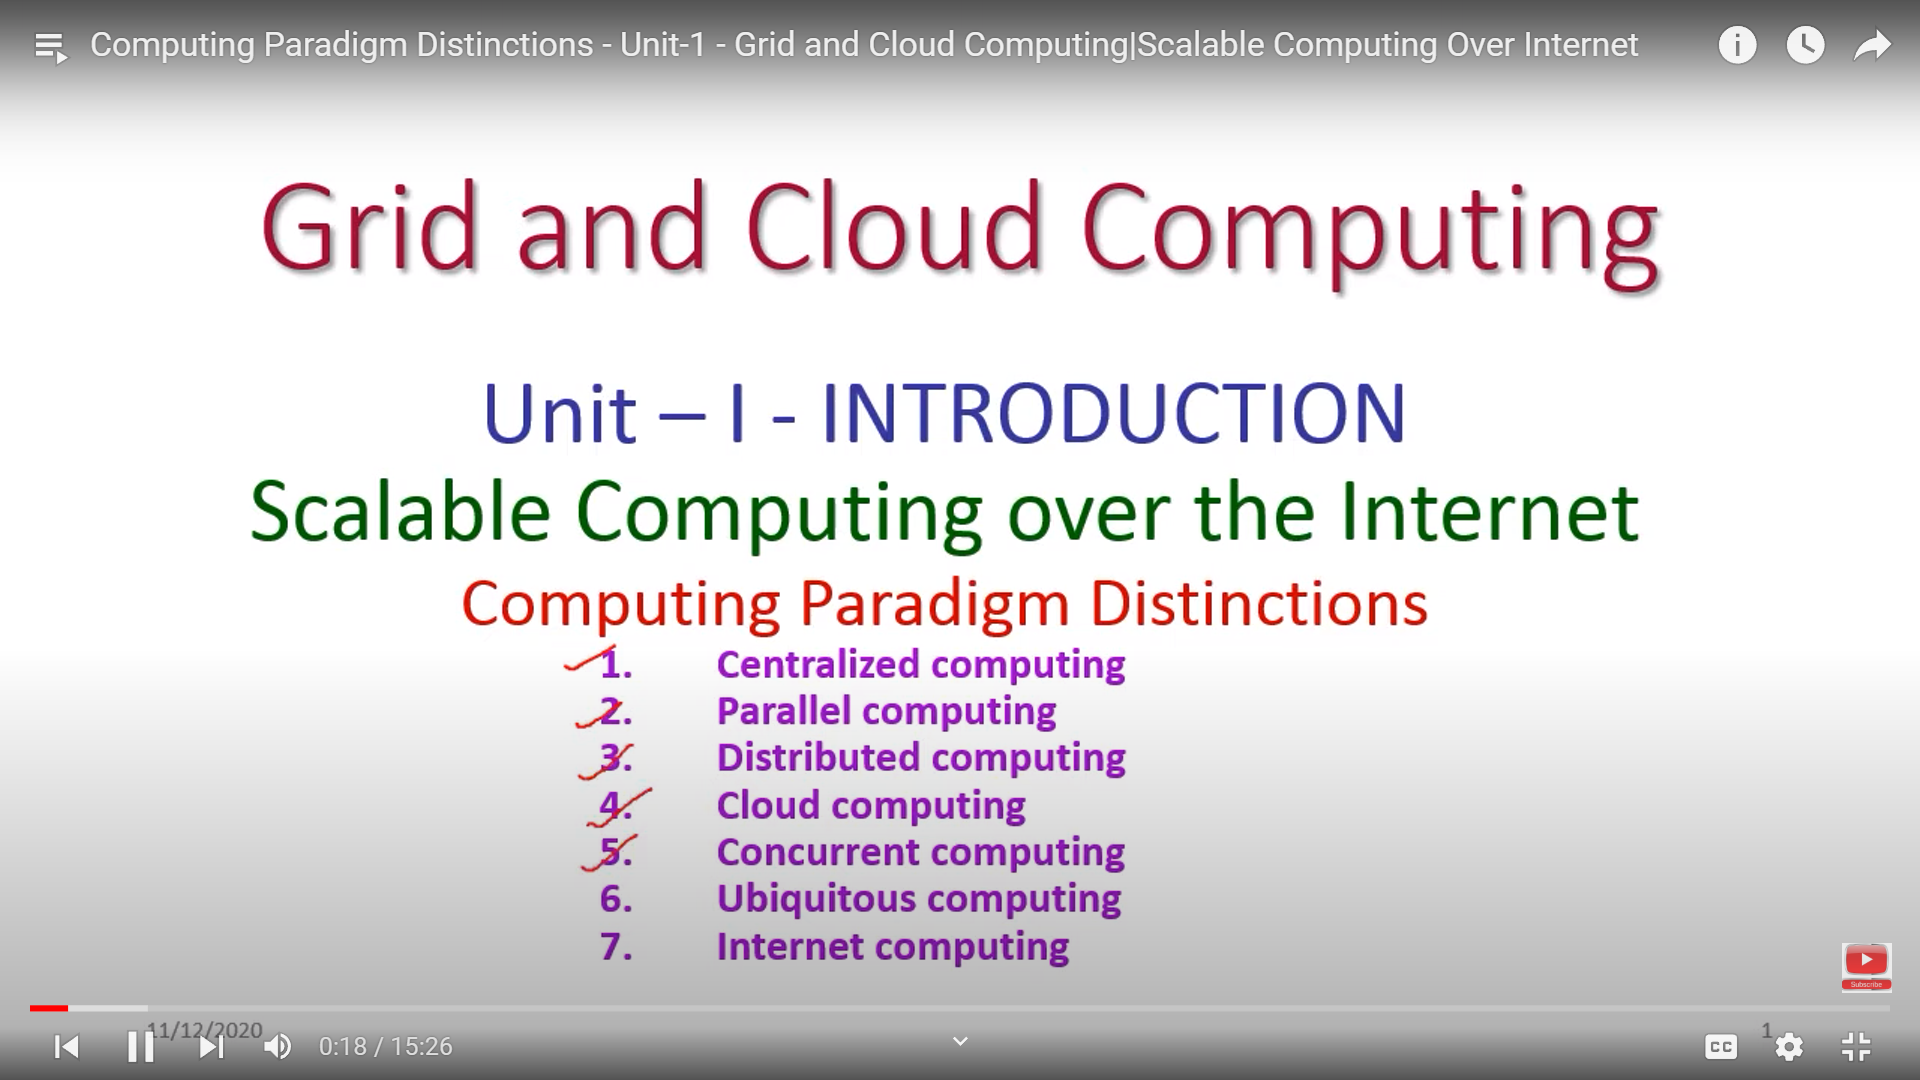 Computing Paradigm Distinctions - Unit-1 - Grid and Cloud Computing|Scalable Computing Over Internet
Grid and Cloud Computing
Unit – I - INTRODUCTION
Scalable Computing over the Internet
Computing Paradigm Distinctions
1. Centralized computing
2. Parallel computing
3. Distributed computing
4. Cloud computing
5. Concurrent computing
6. Ubiquitous computing
7. Internet computing
Subscribe
11/12/2020
1
0:18 / 15:26
CC